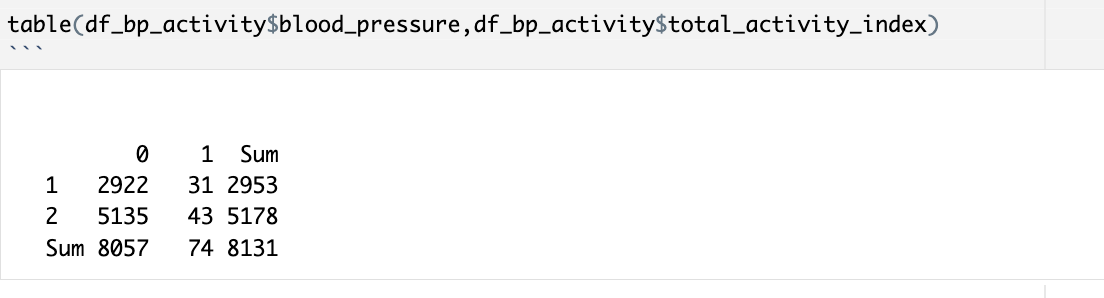 table(df_bp_activity$blood_pressure,df_bp_activity$total_activity_index)
```
0 1 Sum
1 2922 31 2953
2 5135 43 5178
Sum 8057 74 8131